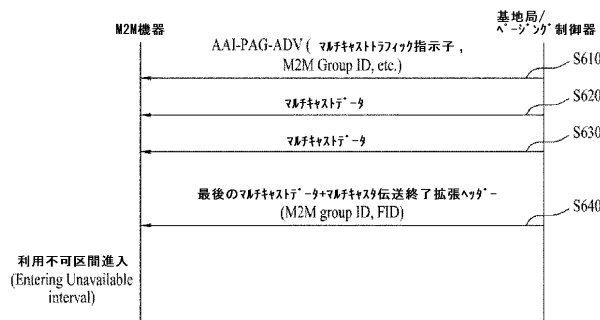 M2M機器
基地局/
ページング制御器
AAI-PAG-ADV ( マルチキャストトラフィック指示子 ,
M2M Group ID, etc.)
S610
マルチキャストデータ
S620
マルチキャストデータ
S630
最後のマルチキャストデータ+マルチキャスタ伝送終了拡張ヘッダー
(M2M group ID, FID)
S640
利用不可区間進入
(Entering Unavailable
interval)